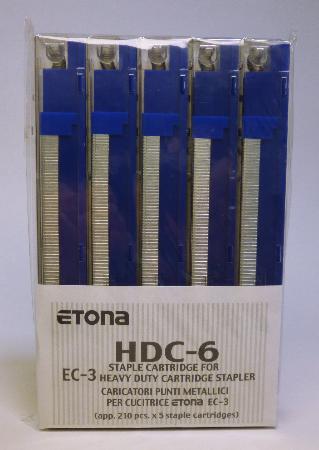 ETONA
HDC-6
STAPLE CARTRIDGE FOR
EC-3 HEAVY DUTY CARTRIDGE STAPLER
CARICATORI PUNTI METALLICI
PER CUCITRICE ETONA EC-3
(app. 210 pcs. x 5 staple cartridges)